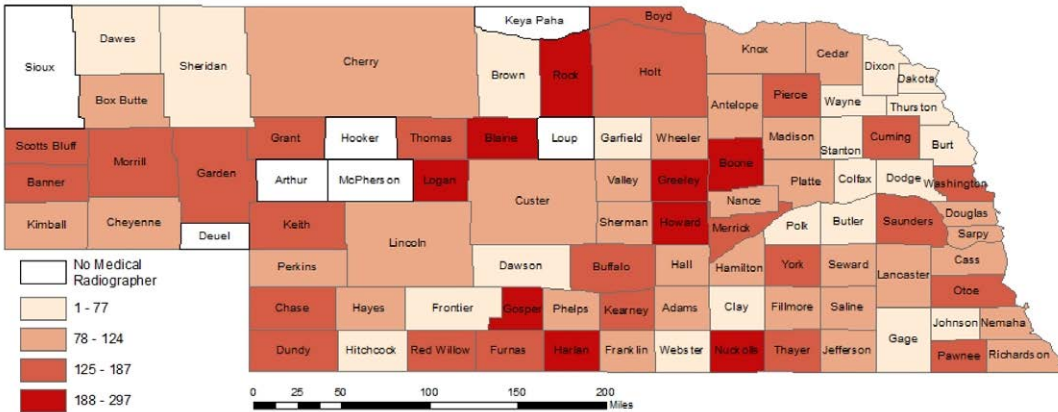 Keya Paha
Boyd
Dawes
Sioux
Sheridan
Cherry
Brown
Rock
Holt
Knox
Cedar
Dixon
Dakota
Box Butte
Antelope
Pierce
Wayne
Thurston
Scotts Bluff
Morrill
Garden
Grant
Hooker
Thomas
Blaine
Loup
Garfield
Wheeler
Madison
Stanton
Cuming
Burt
Banner
Arthur
McPherson
Logan
Custer
Valley
Greeley
Boone
Platte
Colfax
Dodge
Washington
Kimball
Cheyenne
Deuel
Keith
Lincoln
Sherman
Howard
Nance
Merrick
Polk
Butler
Saunders
Douglas
Sarpy
Perkins
Dawson
Buffalo
Hall
Hamilton
York
Seward
Lancaster
Cass
Otoe
Chase
Hayes
Frontier
Gosper
Phelps
Kearney
Adams
Clay
Fillmore
Saline
Johnson
Nemaha
Gage
Dundy
Hitchcock
Red Willow
Furnas
Harlan
Franklin
Webster
Nuckolls
Thayer
Jefferson
Pawnee
Richardson
No Medical
Radiographer
1 - 77
78 - 124
125 - 187
188 - 297
0 25 50 100 150 200
Miles